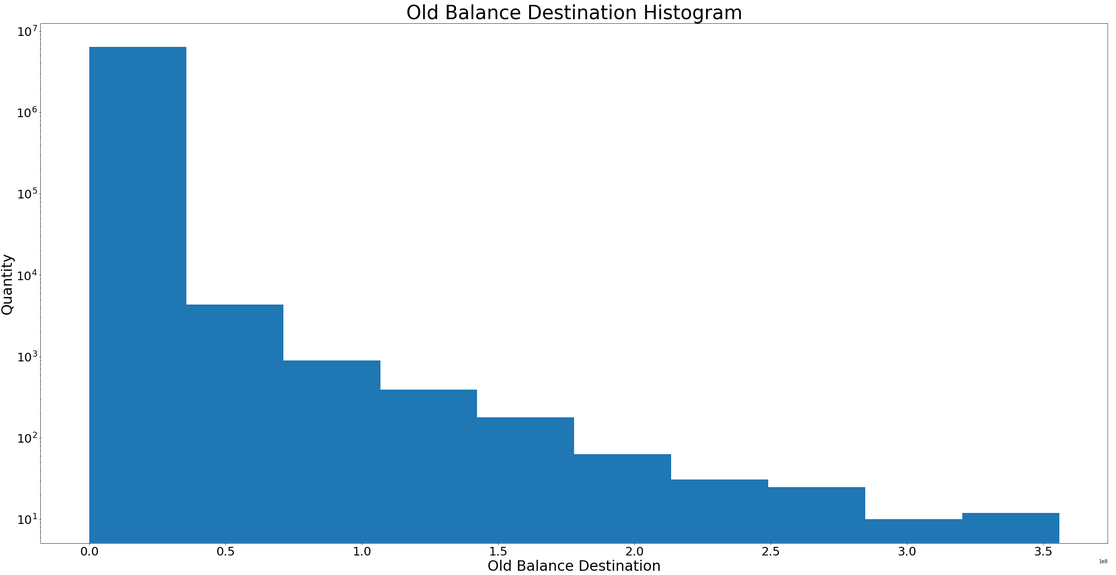 Old Balance Destination Histogram
10^7
10^6
10^5
10^4
10^3
10^2
10^1
Quantity
0.0 0.5 1.0 1.5 2.0 2.5 3.0 3.5
Old Balance Destination
1e8